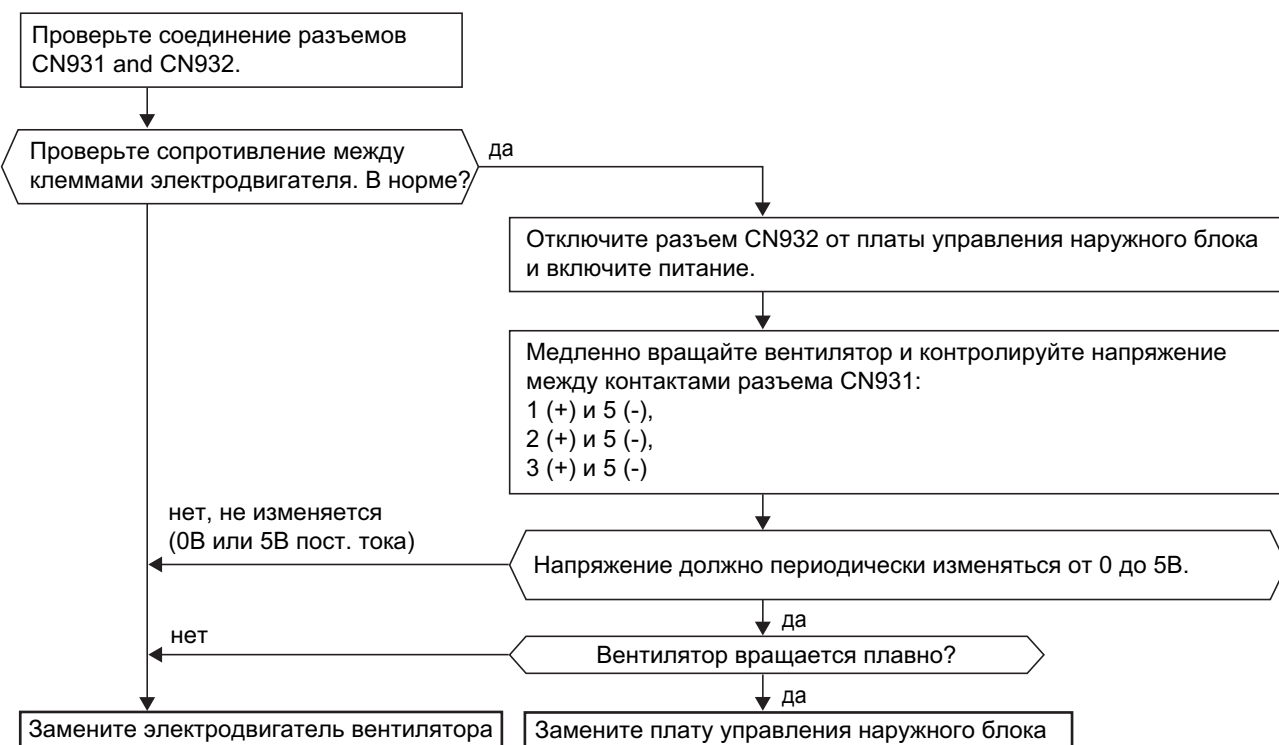 Проверьте соединение разъемов
CN931 and CN932.
Проверьте сопротивление между
клеммами электродвигателя. В норме?
да
Отключите разъем CN932 от платы управления наружного блока
и включите питание.
Медленно вращайте вентилятор и контролируйте напряжение
между контактами разъема CN931:
1 (+) и 5 (-),
2 (+) и 5 (-),
3 (+) и 5 (-)
нет, не изменяется
(0В или 5В пост. тока)
Напряжение должно периодически изменяться от 0 до 5В.
да
нет
Вентилятор вращается плавно?
да
Замените электродвигатель вентилятора
Замените плату управления наружного блока